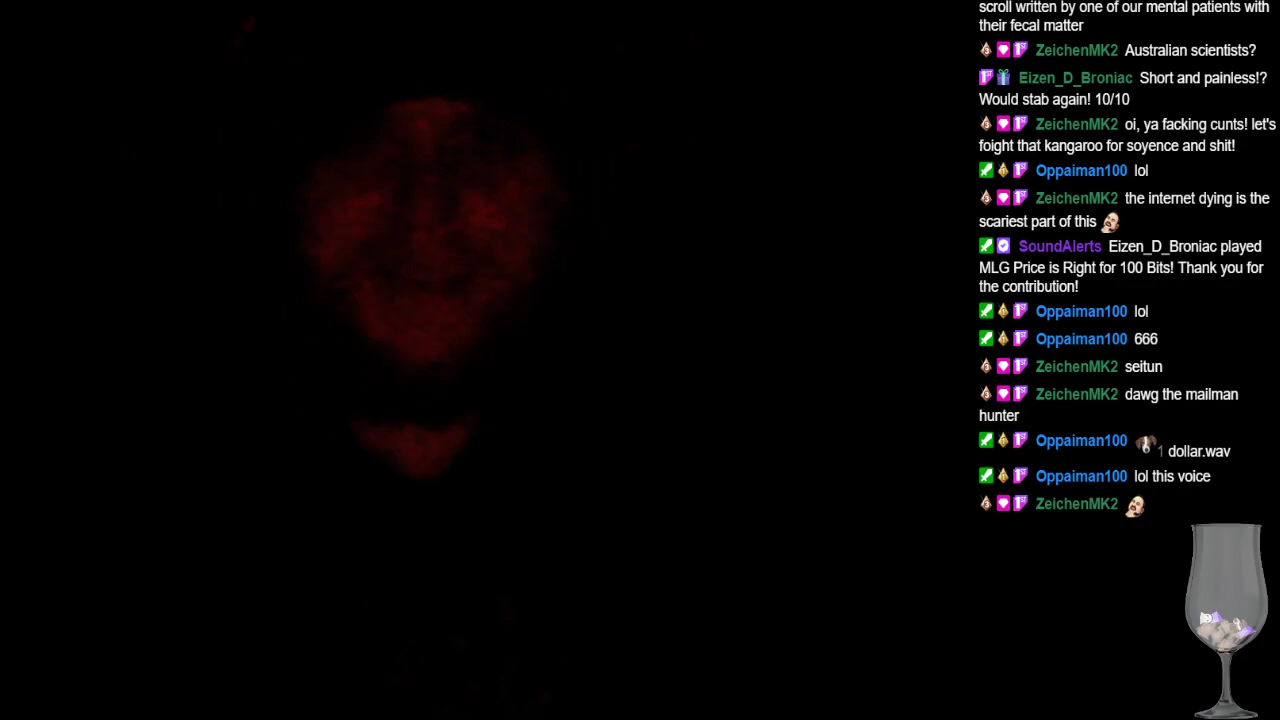 scroll written by one of our mental patients with
their fecal matter
ZeichenMK2 Australian scientists?
Eizen_D_Broniac Short and painless!?
Would stab again! 10/10
ZeichenMK2 oi, ya facking cunts! let's
foight that kangaroo for soyence and shit!
Oppaiman100 lol
ZeichenMK2 the internet dying is the
scariest part of this
SoundAlerts Eizen_D_Broniac played
MLG Price is Right for 100 Bits! Thank you for
the contribution!
Oppaiman100 lol
Oppaiman100 666
ZeichenMK2 seitun
ZeichenMK2 dawg the mailman
hunter
Oppaiman100 1 dollar.wav
Oppaiman100 lol this voice
ZeichenMK2